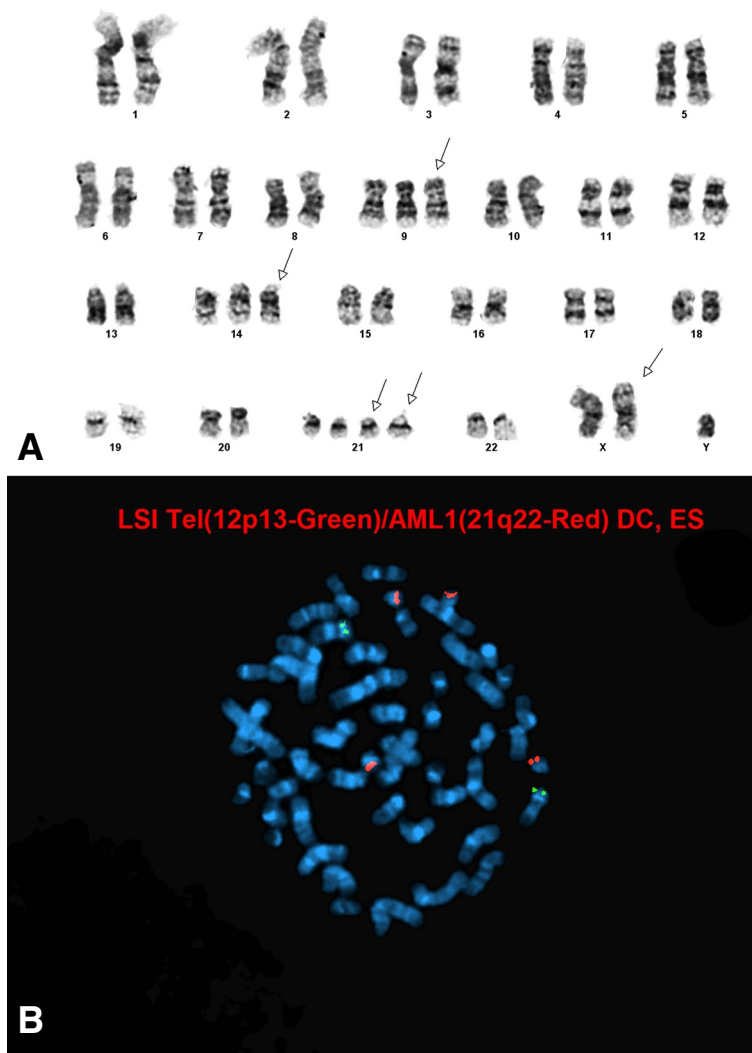 1 2 3 4 5
6 7 8 9 10 11 12
13 14 15 16 17 18
19 20 21 22 X Y
A
LSI Tel(12p13-Green)/AML1(21q22-Red) DC, ES
B